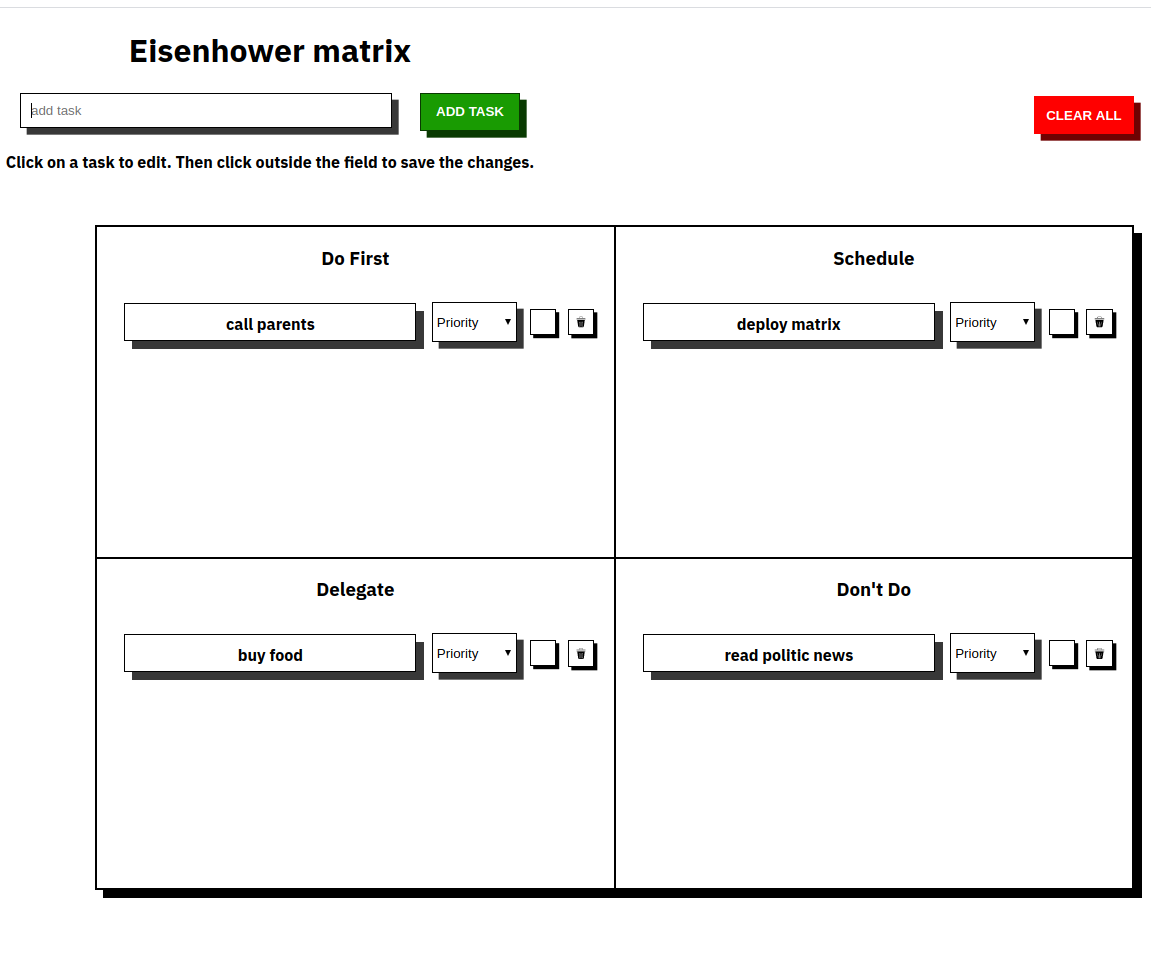 Eisenhower matrix
add task
ADD TASK
CLEAR ALL
Click on a task to edit. Then click outside the field to save the changes.
Do First
call parents
Priority
Schedule
deploy matrix
Priority
Delegate
buy food
Priority
Don't Do
read politic news
Priority